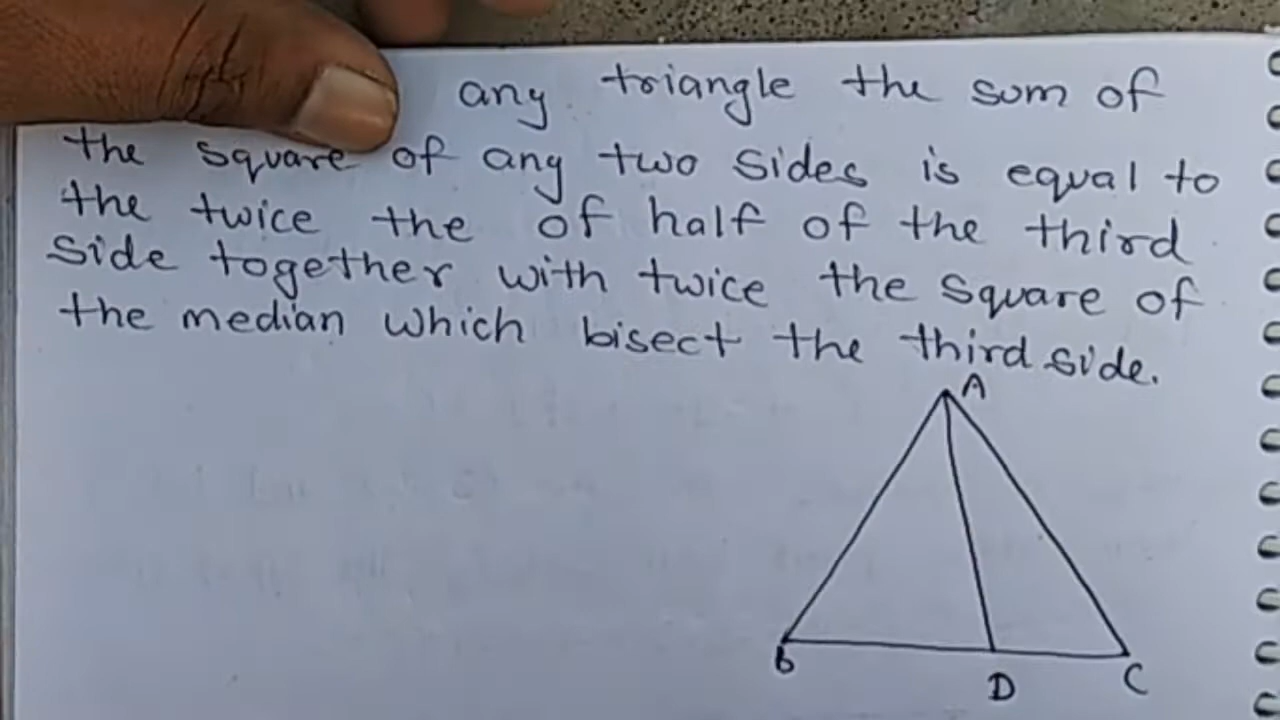 any triangle the sum of
the square of any two sides is equal to
the twice the of half of the third
side together with twice the square of
the median which bisect the third side.
A
B
D
C